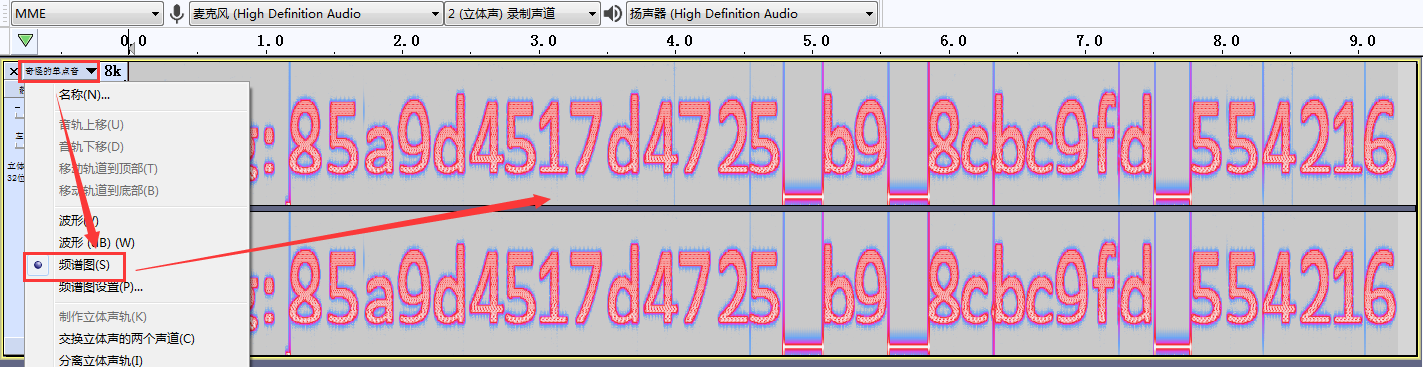 MME 麦克风 (High Definition Audio 2 (立体声) 录制声道 扬声器 (High Definition Audio
0.0 1.0 2.0 3.0 4.0 5.0 6.0 7.0 8.0 9.0
奇怪的单点音 8k
名称(N)...
音轨上移(U)
音轨下移(D)
移动轨道到顶部(T)
移动轨道到底部(B)
立体
32位
波形(V)
波形 (dB) (W)
频谱图(S)
频谱图设置(P)...
制作立体声轨(K)
交换立体声的两个声道(C)
分离立体声轨(I)
g:85a9d4517d4725_b9_8cbc9fd_554216
g:85a9d4517d4725_b9_8cbc9fd_554216